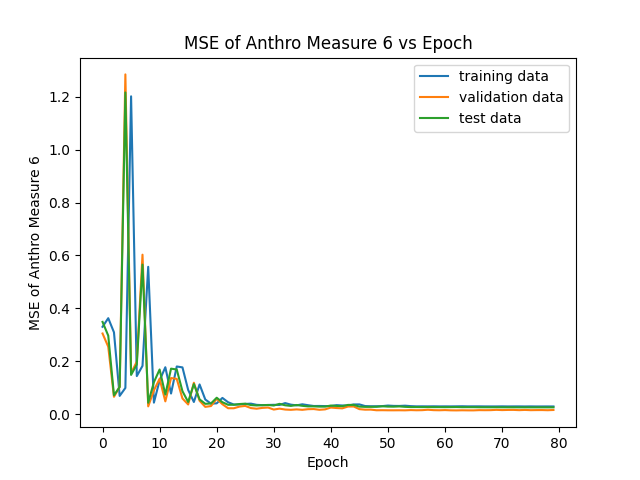 MSE of Anthro Measure 6 vs Epoch
training data
validation data
test data
MSE of Anthro Measure 6
1.2
1.0
0.8
0.6
0.4
0.2
0.0
0 10 20 30 40 50 60 70 80
Epoch